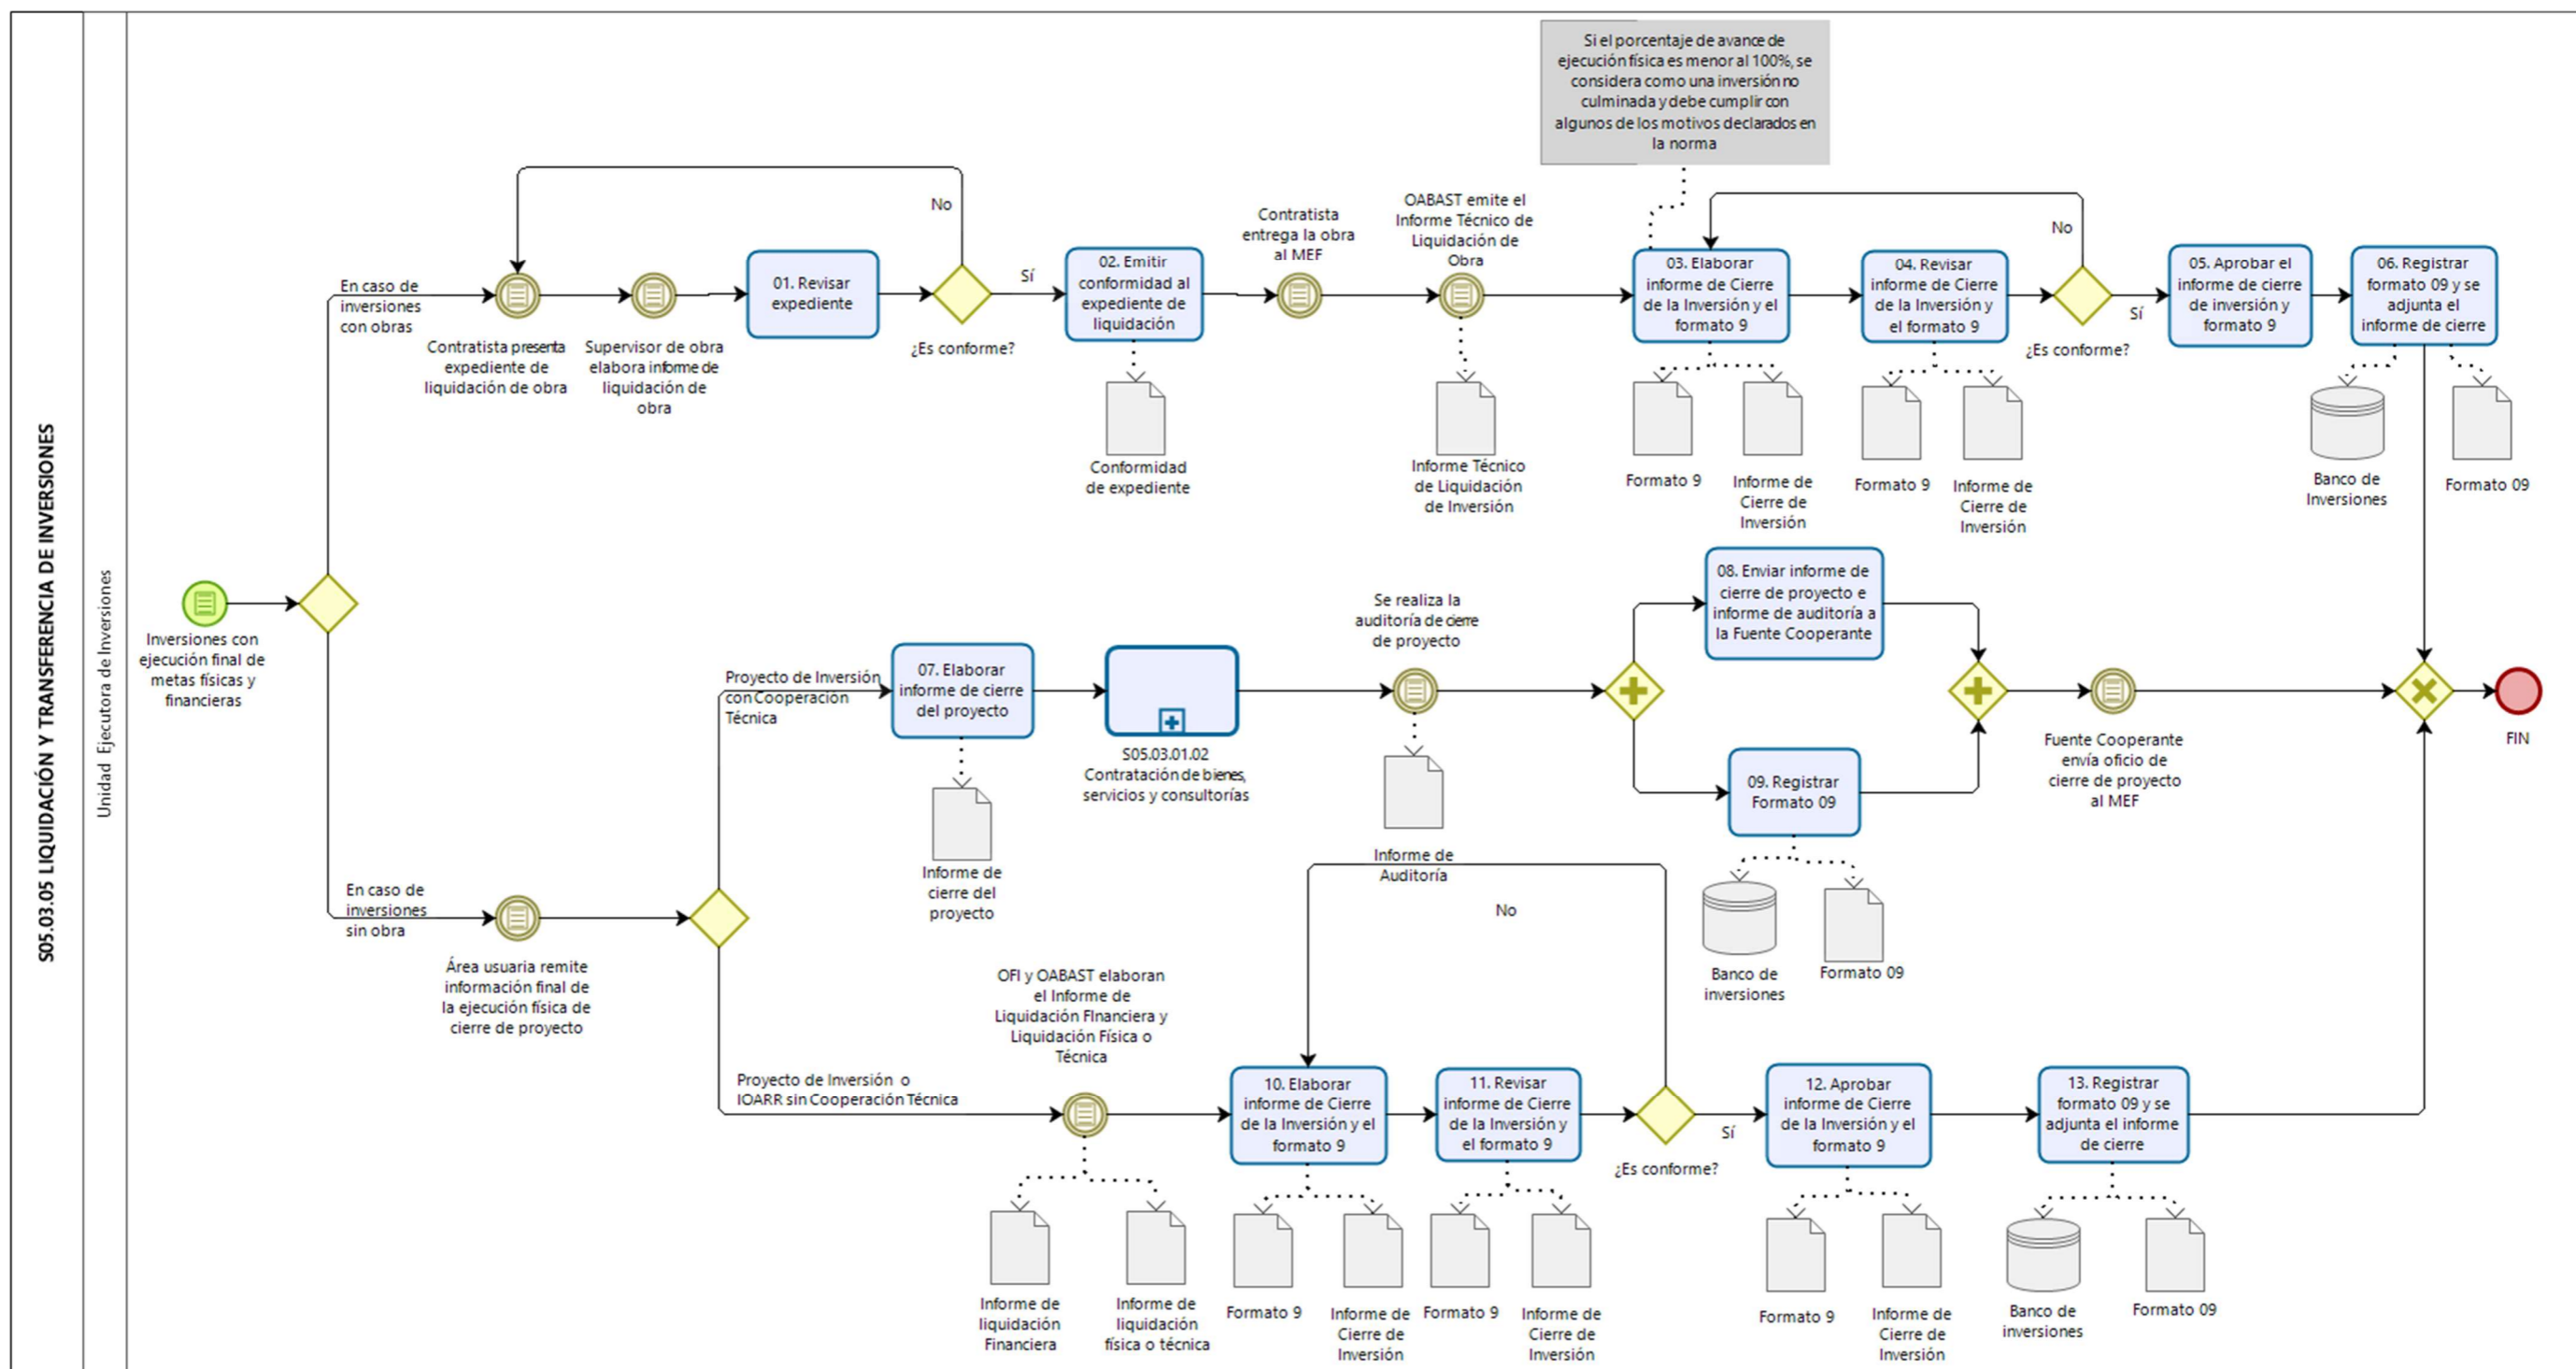 S05.03.05 LIQUIDACIÓN Y TRANSFERENCIA DE INVERSIONES
Unidad Ejecutora de Inversiones
Inversiones con
ejecución final de
metas físicas y
financieras
En caso de
inversiones
con obras
Contratista presenta
expediente de
liquidación de obra
Supervisor de obra
elabora informe de
liquidación de
obra
01. Revisar
expediente
No
¿Es conforme?
Sí
02. Emitir
conformidad al
expediente de
liquidación
Conformidad
de expediente
Contratista
entrega la obra
al MEF
OABAST emite el
Informe Técnico de
Liquidación de
Obra
Informe Técnico
de Liquidación
de Inversión
Si el porcentaje de avance de
ejecución física es menor al 100%, se
considera como una inversión no
culminada y debe cumplir con
algunos de los motivos declarados en
la norma
03. Elaborar
informe de Cierre
de la Inversión y el
formato 9
Formato 9
Informe de
Cierre de
Inversión
04. Revisar
informe de Cierre
de la Inversión y
el formato 9
Formato 9
Informe de
Cierre de
Inversión
No
¿Es conforme?
Sí
05. Aprobar el
informe de cierre
de inversión y
formato 9
06. Registrar
formato 09 y se
adjunta el
informe de cierre
Banco de
Inversiones
Formato 09
En caso de
inversiones
sin obra
Área usuaria remite
información final de
la ejecución física de
cierre de proyecto
Proyecto de Inversión
con Cooperación
Técnica
07. Elaborar
informe de cierre
del proyecto
Informe de
cierre del
proyecto
S05.03.01.02
Contratación de bienes,
servicios y consultorías
Se realiza la
auditoría de cierre
de proyecto
Informe de
Auditoría
08. Enviar informe de
cierre de proyecto e
informe de auditoría a
la Fuente Cooperante
09. Registrar
Formato 09
Banco de
inversiones
Formato 09
Fuente Cooperante
envía oficio de
cierre de proyecto
al MEF
FIN
Proyecto de Inversión o
IOARR sin Cooperación Técnica
OFI y OABAST elaboran
el Informe de
Liquidación FInanciera y
Liquidación Física o
Técnica
Informe de
liquidación
Financiera
Informe de
liquidación
física o técnica
10. Elaborar
informe de Cierre
de la Inversión y el
formato 9
Formato 9
Informe de
Cierre de
Inversión
11. Revisar
informe de Cierre
de la Inversión y
el formato 9
Formato 9
Informe de
Cierre de
Inversión
No
¿Es conforme?
Sí
12. Aprobar
informe de Cierre
de la Inversión y el
formato 9
Formato 9
Informe de
Cierre de
Inversión
13. Registrar
formato 09 y se
adjunta el informe
de cierre
Banco de
inversiones
Formato 09